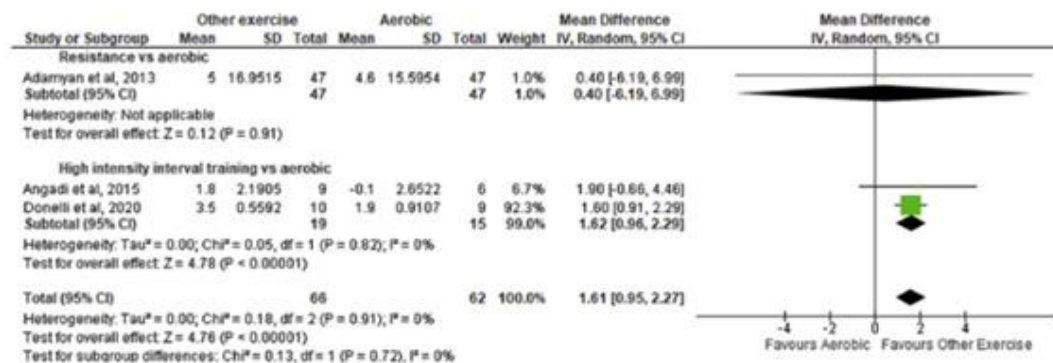 Other exercise Aerobic Mean Difference Mean Difference
Study or Subgroup Mean SD Total Mean SD Total Weight IV, Random, 95% CI IV, Random, 95% CI
Resistance vs aerobic
Adamyan et al, 2013 5 16.9515 47 4.6 15.5954 47 1.0% 0.40 [-6.19, 6.99]
Subtotal (95% CI) 47 47 1.0% 0.40 [-6.19, 6.99]
Heterogeneity: Not applicable
Test for overall effect: Z = 0.12 (P = 0.91)
High intensity interval training vs aerobic
Angadi et al, 2015 1.8 2.1905 9 -0.1 2.6522 6 6.7% 1.90 [-0.66, 4.46]
Donelli et al, 2020 3.5 0.5592 10 1.9 0.9107 9 92.3% 1.60 [0.91, 2.29]
Subtotal (95% CI) 19 15 99.0% 1.62 [0.96, 2.29]
Heterogeneity: Tau² = 0.00; Chi² = 0.05, df = 1 (P = 0.82); I² = 0%
Test for overall effect: Z = 4.78 (P < 0.00001)
Total (95% CI) 66 62 100.0% 1.61 [0.95, 2.27]
Heterogeneity: Tau² = 0.00; Chi² = 0.18, df = 2 (P = 0.91); I² = 0%
Test for overall effect: Z = 4.76 (P < 0.00001)
Test for subgroup differences: Chi² = 0.13, df = 1 (P = 0.72), I² = 0%
-4 -2 0 2 4
Favours Aerobic Favours Other Exercise